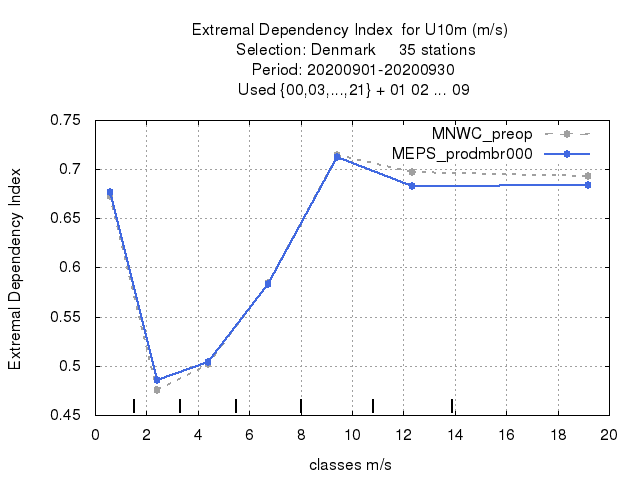 Extremal Dependency Index  for U10m (m/s)
Selection: Denmark     35 stations
Period: 20200901-20200930
Used {00,03,...,21} + 01 02 ... 09
MNWC_preop
MEPS_prodmbr000
Extremal Dependency Index
0.75
0.7
0.65
0.6
0.55
0.5
0.45
0 2 4 6 8 10 12 14 16 18 20
classes m/s